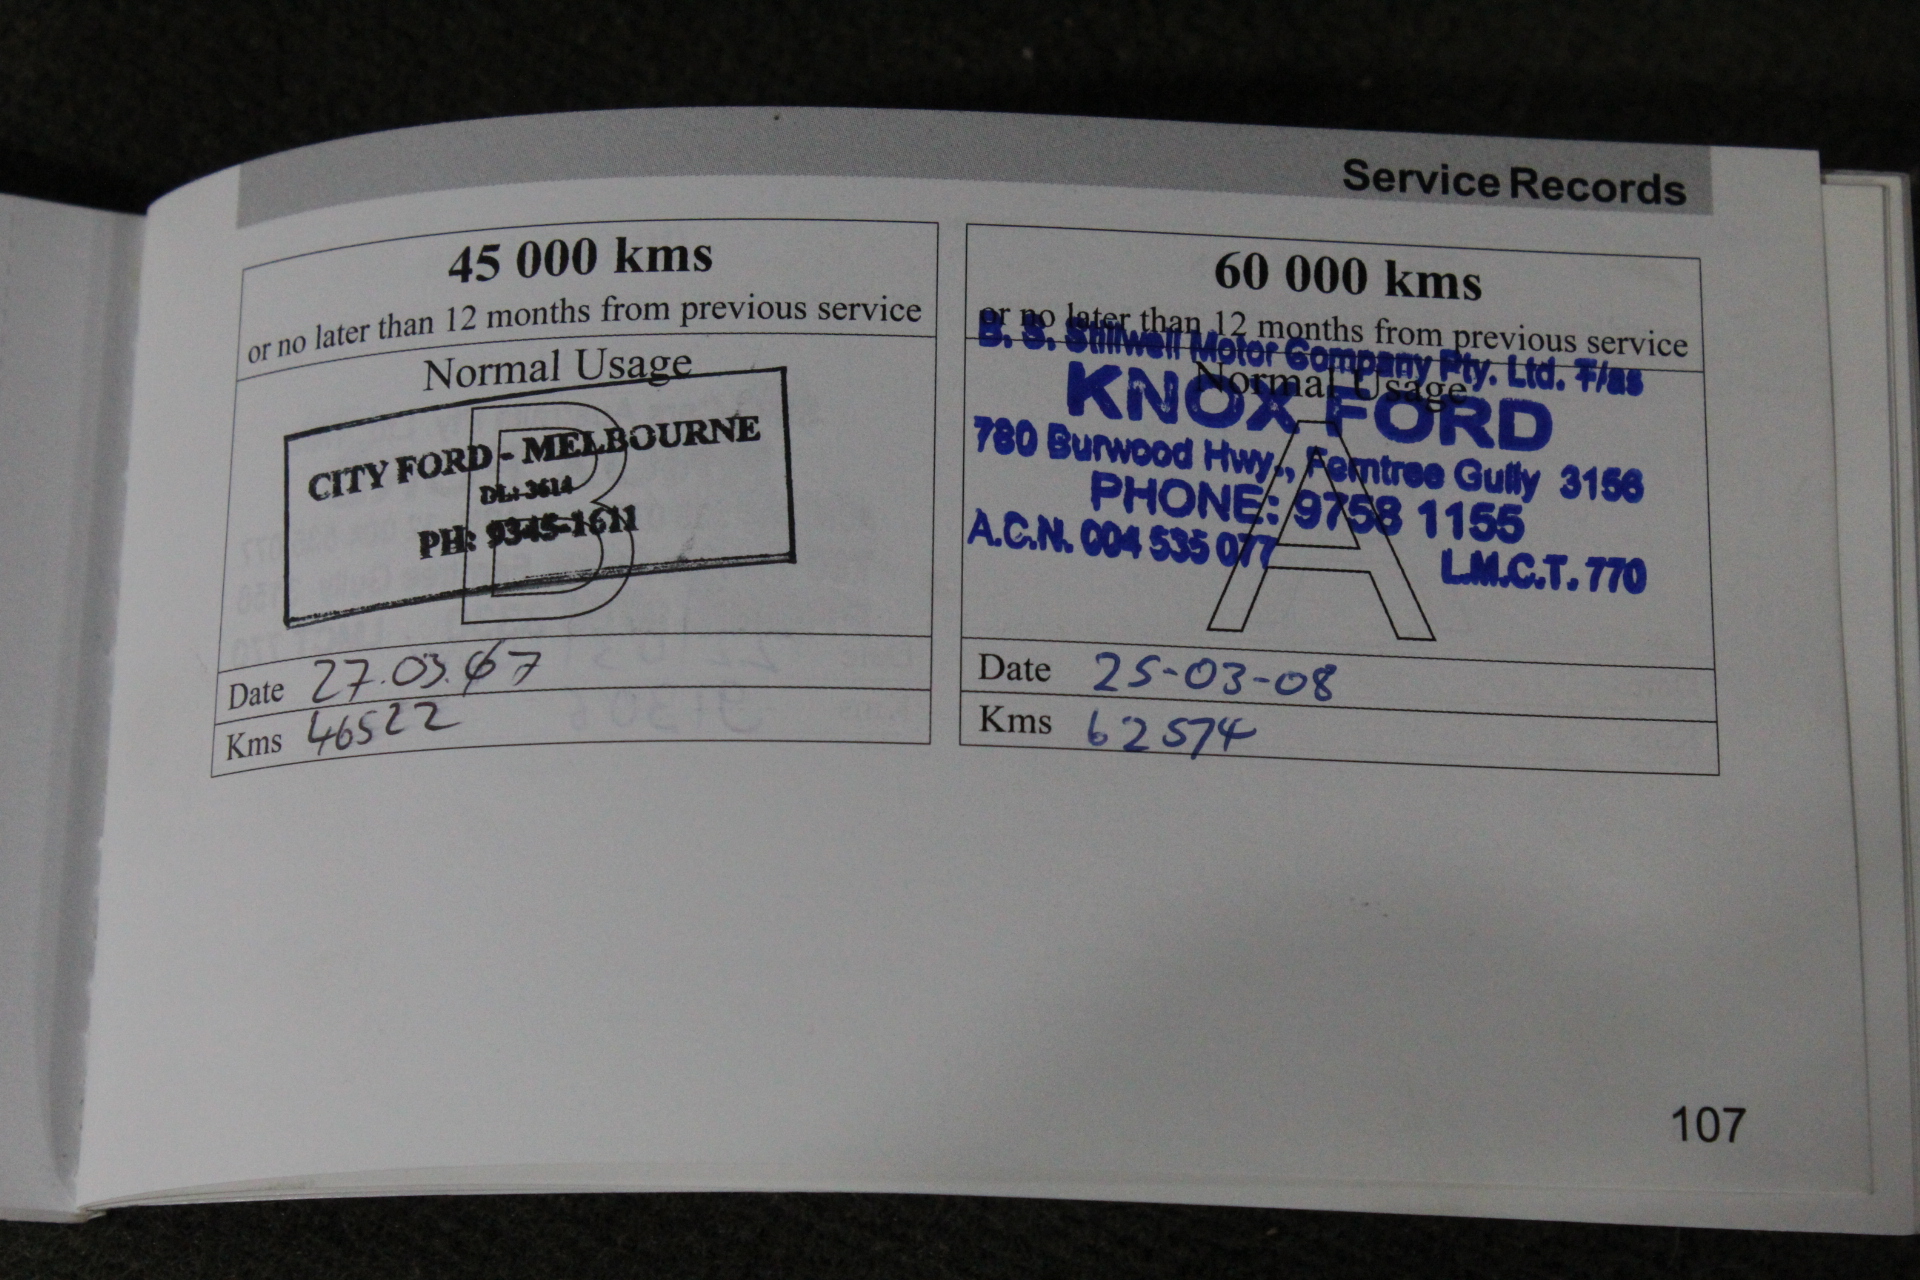 Service Records
45 000 kms
or no later than 12 months from previous service
Normal Usage
B
CITY FORD - MELBOURNE
DL: 3614
PH: 9345-1611
Date 27.03.07
Kms 46522
60 000 kms
or no later than 12 months from previous service
Normal Usage
A
B. S. Stillwell Motor Company Pty. Ltd. T/as
KNOX FORD
780 Burwood Hwy., Ferntree Gully 3156
PHONE: 9758 1155
A.C.N. 004 535 077
L.M.C.T. 770
Date 25-03-08
Kms 62574
107